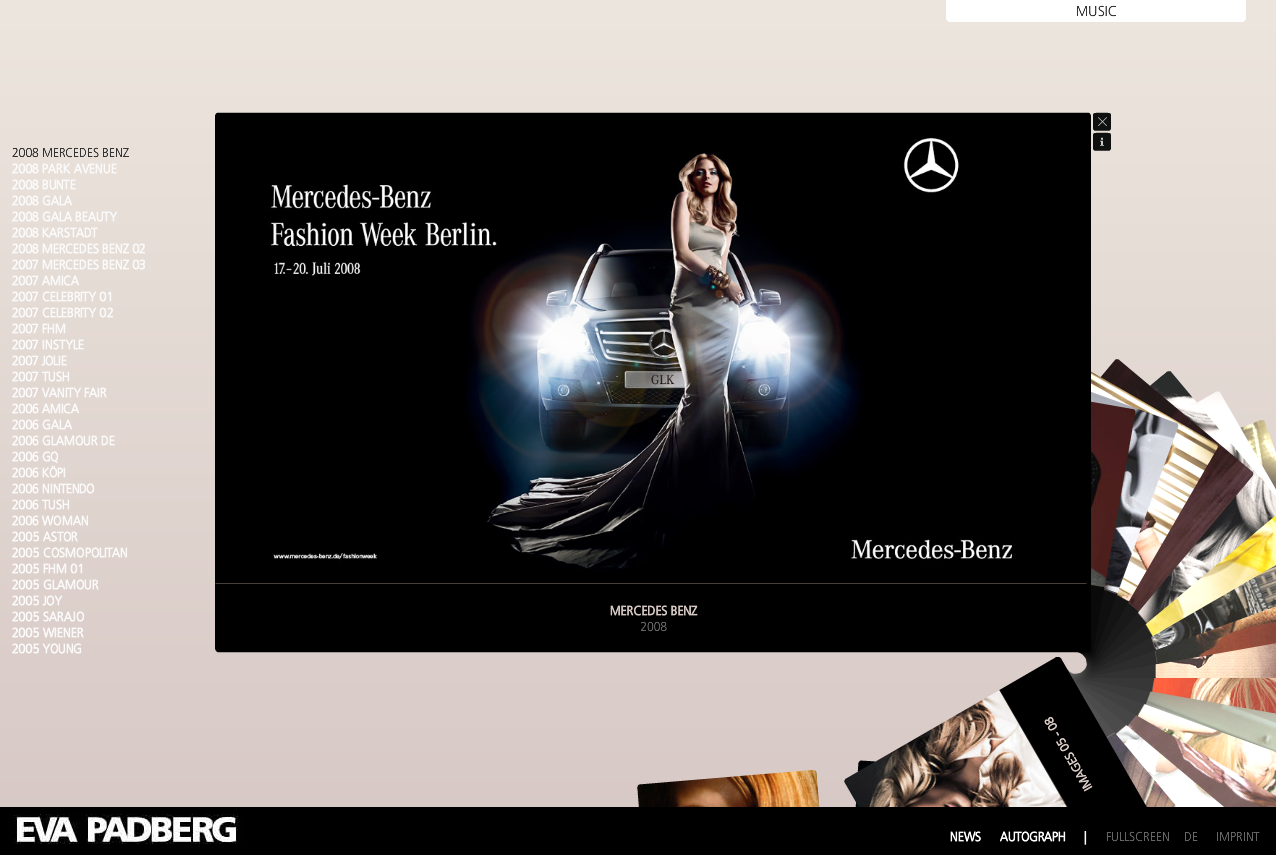 MUSIC
2008 MERCEDES BENZ
2008 PARK AVENUE
2008 BUNTE
2008 GALA
2008 GALA BEAUTY
2008 KARSTADT
2008 MERCEDES BENZ 02
2007 MERCEDES BENZ 03
2007 AMICA
2007 CELEBRITY 01
2007 CELEBRITY 02
2007 FHM
2007 INSTYLE
2007 JOLIE
2007 TUSH
2007 VANITY FAIR
2006 AMICA
2006 GALA
2006 GLAMOUR DE
2006 GQ
2006 KÖPI
2006 NINTENDO
2006 TUSH
2006 WOMAN
2005 ASTOR
2005 COSMOPOLITAN
2005 FHM 01
2005 GLAMOUR
2005 JOY
2005 SARAJO
2005 WIENER
2005 YOUNG
Mercedes-Benz
Fashion Week Berlin.
17.–20. Juli 2008
GLK
www.mercedes-benz.de/fashionweek
Mercedes-Benz
MERCEDES BENZ
2008
IMAGES 05 - 08
EVA PADBERG
NEWS AUTOGRAPH | FULLSCREEN DE IMPRINT